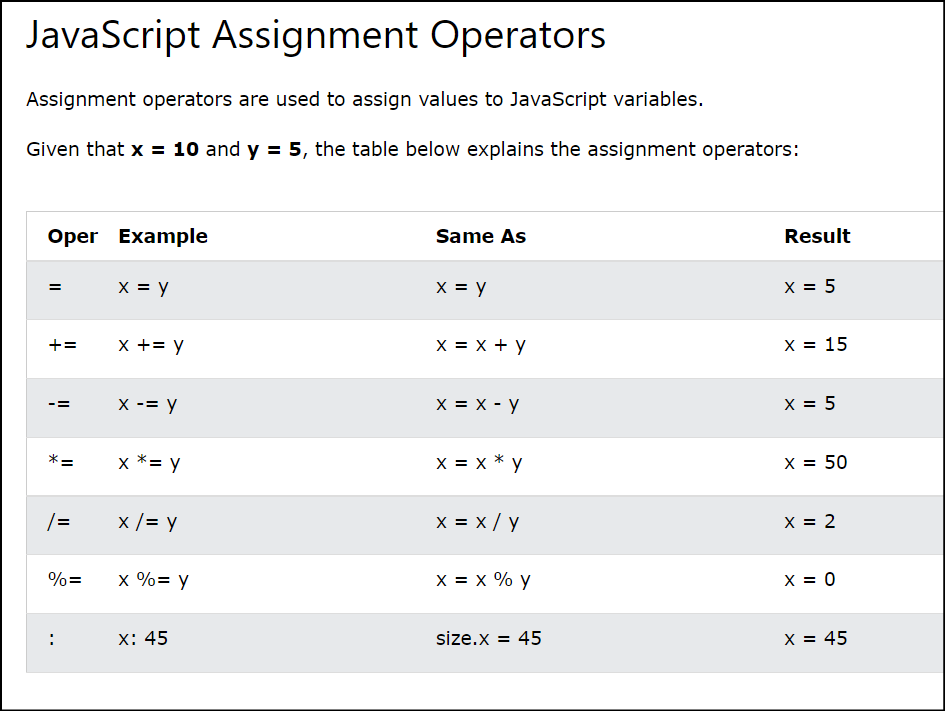 JavaScript Assignment Operators
Assignment operators are used to assign values to JavaScript variables.
Given that x = 10 and y = 5, the table below explains the assignment operators:
Oper Example Same As Result
= x = y x = y x = 5
+= x += y x = x + y x = 15
-= x -= y x = x - y x = 5
*= x *= y x = x * y x = 50
/= x /= y x = x / y x = 2
%= x %= y x = x % y x = 0
: x: 45 size.x = 45 x = 45